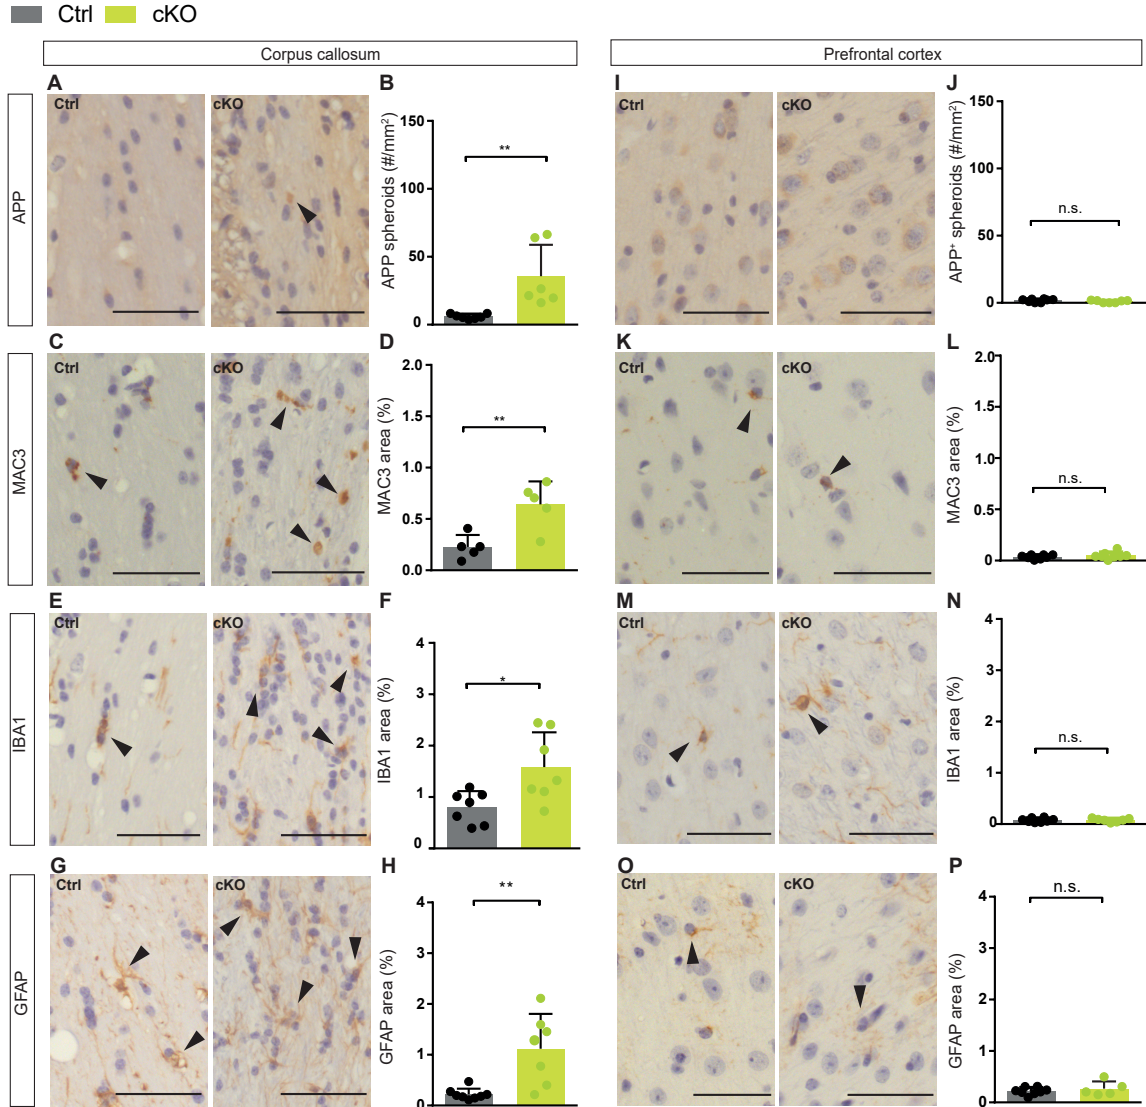 Ctrl cKO
Corpus callosum
Prefrontal cortex
APP
A
Ctrl
cKO
B
APP spheroids (#/mm²)
150
100
50
0
**
I
Ctrl
cKO
J
APP⁺ spheroids (#/mm²)
150
100
50
0
n.s.
MAC3
C
Ctrl
cKO
D
MAC3 area (%)
2.0
1.5
1.0
0.5
0.0
**
K
Ctrl
cKO
L
MAC3 area (%)
2.0
1.5
1.0
0.5
0
n.s.
IBA1
E
Ctrl
cKO
F
IBA1 area (%)
4
3
2
1
0
*
M
Ctrl
cKO
N
IBA1 area (%)
4
3
2
1
0
n.s.
GFAP
G
Ctrl
cKO
H
GFAP area (%)
4
3
2
1
0
**
O
Ctrl
cKO
P
GFAP area (%)
4
3
2
1
0
n.s.